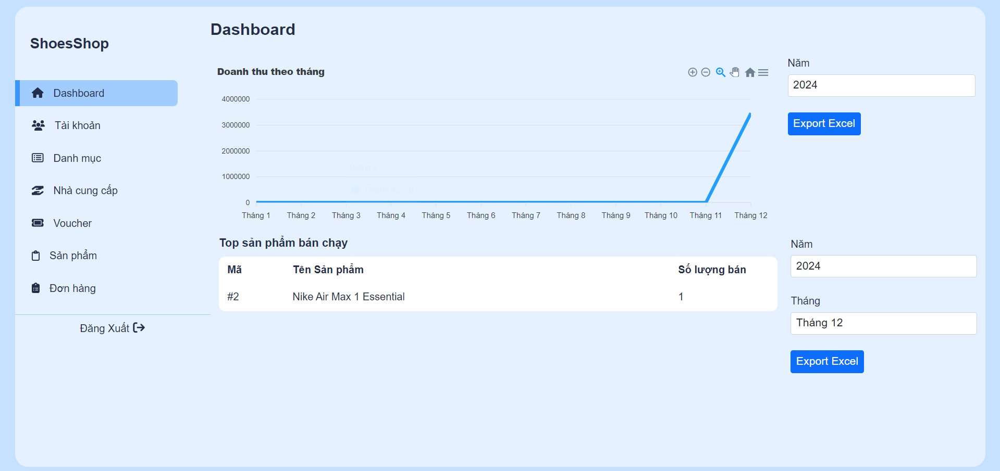 ShoesShop
Dashboard
Tài khoản
Danh mục
Nhà cung cấp
Voucher
Sản phẩm
Đơn hàng
Đăng Xuất
Dashboard
Doanh thu theo tháng
4000000
3000000
2000000
1000000
0
Tháng 2
Doanh thu: 0
Tháng 1 Tháng 2 Tháng 3 Tháng 4 Tháng 5 Tháng 6 Tháng 7 Tháng 8 Tháng 9 Tháng 10 Tháng 11 Tháng 12
Năm
2024
Export Excel
Top sản phẩm bán chạy
Mã Tên Sản phẩm Số lượng bán
#2 Nike Air Max 1 Essential 1
Năm
2024
Tháng
Tháng 12
Export Excel